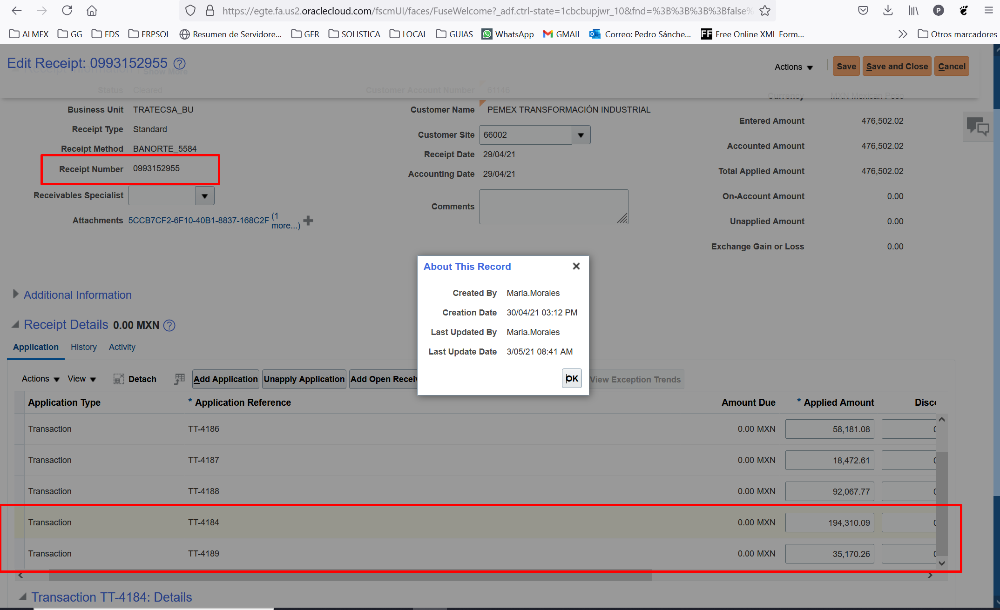 https://egte.fa.us2.oraclecloud.com/fscmUI/faces/FuseWelcome?_adf.ctrl-state=1cbcbupjwr_10&fnd=%3B%3B%3B%3Bfalse%
P
ALMEX GG EDS ERPSOL Resumen de Servidore... GER SOLISTICA LOCAL GUIAS WhatsApp GMAIL Correo: Pedro Sánche... FF Free Online XML Form... Otros marcadores
Edit Receipt: 0993152955 ?
Receipt Information Show More
Actions Save Save and Close Cancel
Status Cleared
Customer Account Number 61146
Currency MXN Mexican Peso
Business Unit TRATECSA_BU
Receipt Type Standard
Receipt Method BANORTE_5584
Receipt Number 0993152955
Receivables Specialist
Attachments 5CCB7CF2-6F10-40B1-8837-168C2F (1 more...)
Customer Name PEMEX TRANSFORMACIÓN INDUSTRIAL
Customer Site 66002
Receipt Date 29/04/21
Accounting Date 29/04/21
Comments
Entered Amount 476,502.02
Accounted Amount 476,502.02
Total Applied Amount 476,502.02
On-Account Amount 0.00
Unapplied Amount 0.00
Exchange Gain or Loss 0.00
About This Record
Created By Maria.Morales
Creation Date 30/04/21 03:12 PM
Last Updated By Maria.Morales
Last Update Date 3/05/21 08:41 AM
OK
Additional Information
Receipt Details 0.00 MXN ?
Application History Activity
Actions View Detach Add Application Unapply Application Add Open Receiv View Exception Trends
Application Type * Application Reference Amount Due * Applied Amount Disc
Transaction TT-4186 0.00 MXN 58,181.08
Transaction TT-4187 0.00 MXN 18,472.61
Transaction TT-4188 0.00 MXN 92,067.77
Transaction TT-4184 0.00 MXN 194,310.09
Transaction TT-4189 0.00 MXN 35,170.26
Transaction TT-4184: Details